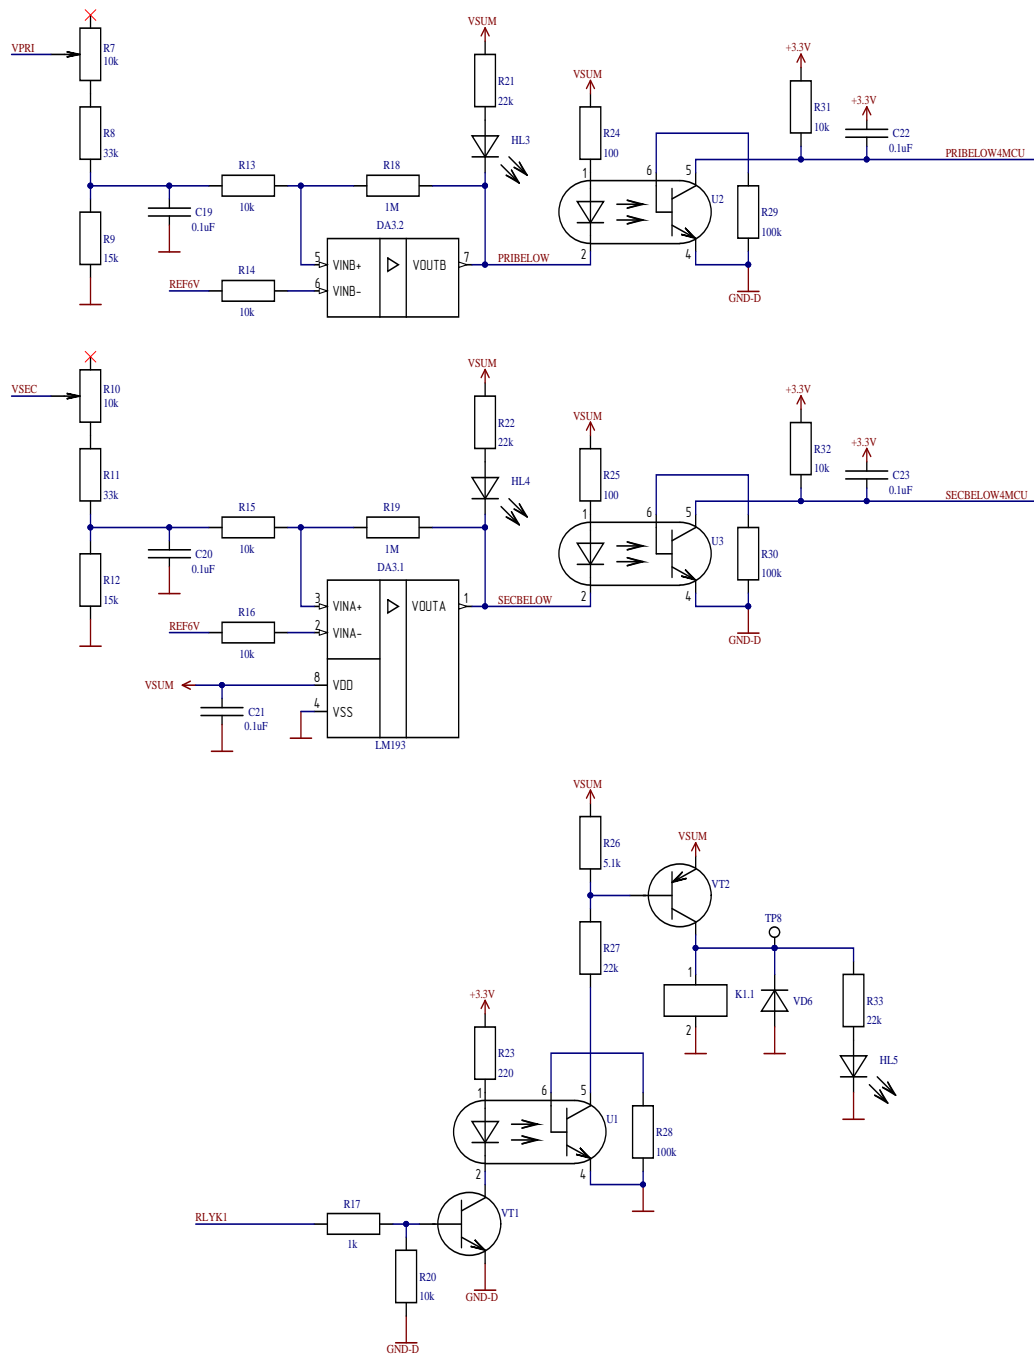 VSUM
+3.3V
VPRI
R7
10k
R21
22k
VSUM
+3.3V
R31
10k
C22
0.1uF
R8
33k
HL3
R24
100
PRIBELOW4MCU
R13
10k
R18
1M
1
6
5
U2
C19
0.1uF
R9
15k
DA3.2
R29
100k
5
VINB+
VOUTB
7
PRIBELOW
2
4
R14
10k
REF6V
6
VINB-
GND-D
VSUM
+3.3V
VSEC
R10
10k
R22
22k
VSUM
+3.3V
R32
10k
C23
0.1uF
R11
33k
HL4
R25
100
SECBELOW4MCU
R15
10k
R19
1M
1
6
5
U3
C20
0.1uF
R12
15k
DA3.1
R30
100k
3
VINA+
VOUTA
1
SECBELOW
2
4
R16
10k
REF6V
2
VINA-
GND-D
VSUM
8
VDD
C21
0.1uF
4
VSS
LM193
VSUM
R26
5.1k
VSUM
VT2
TP8
R27
22k
1
K1.1
2
VD6
R33
22k
+3.3V
R23
220
HL5
1
6
5
U1
R28
100k
2
4
R17
1k
RLYK1
VT1
R20
10k
GND-D
GND-D